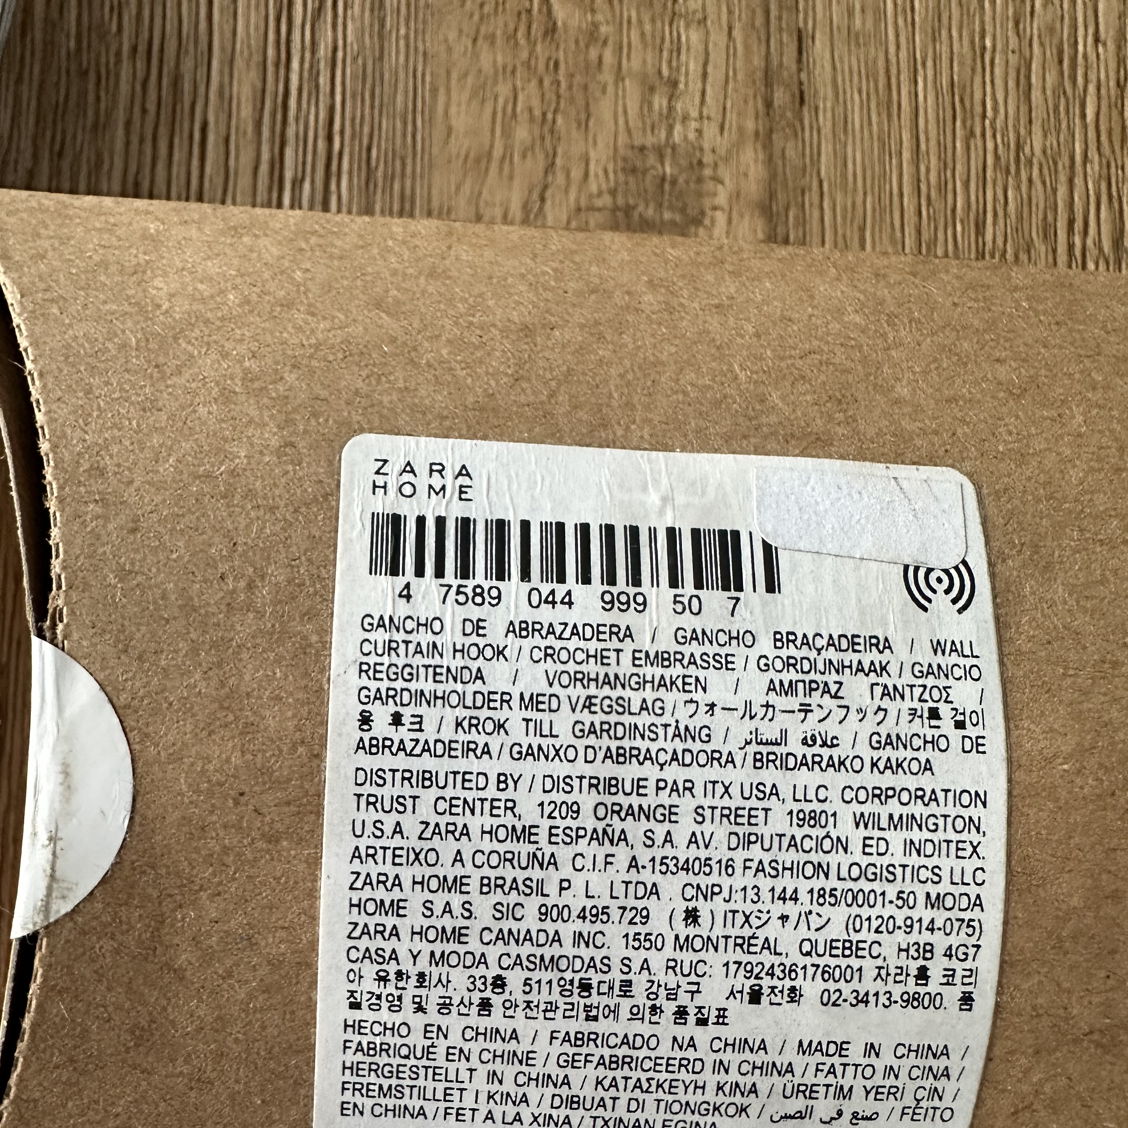 ZARA
HOME
4 7589 044 999 50 7
GANCHO DE ABRAZADERA / GANCHO BRAÇADEIRA / WALL
CURTAIN HOOK / CROCHET EMBRASSE / GORDIJNHAAK / GANCIO
REGGITENDA / VORHANGHAKEN / ΑΜΠΡΑΖ ΓΑΝΤΖΟΣ /
GARDINHOLDER MED VÆGSLAG / ウォールカーテンフック / 커튼 걸이
용 후크 / KROK TILL GARDINSTÅNG / علاقة الستائر / GANCHO DE
ABRAZADEIRA / GANXO D'ABRAÇADORA / BRIDARAKO KAKOA
DISTRIBUTED BY / DISTRIBUE PAR ITX USA, LLC. CORPORATION
TRUST CENTER, 1209 ORANGE STREET 19801 WILMINGTON,
U.S.A. ZARA HOME ESPAÑA, S.A. AV. DIPUTACIÓN. ED. INDITEX.
ARTEIXO. A CORUÑA C.I.F. A-15340516 FASHION LOGISTICS LLC
ZARA HOME BRASIL P. L. LTDA . CNPJ:13.144.185/0001-50 MODA
HOME S.A.S. SIC 900.495.729 (株) ITXジャパン (0120-914-075)
ZARA HOME CANADA INC. 1550 MONTRÉAL, QUEBEC, H3B 4G7
CASA Y MODA CASMODAS S.A. RUC: 1792436176001 자라홈 코리
아 유한회사. 33층, 511영동대로 강남구 서울전화 02-3413-9800. 품
질경영 및 공산품 안전관리법에 의한 품질표
HECHO EN CHINA / FABRICADO NA CHINA / MADE IN CHINA /
FABRIQUÉ EN CHINE / GEFABRICEERD IN CHINA / FATTO IN CINA /
HERGESTELLT IN CHINA / ΚΑΤΑΣΚΕΥΗ ΚΙΝΑ / ÜRETİM YERİ ÇİN /
FREMSTILLET I KINA / DIBUAT DI TIONGKOK / صنع في الصين / FEITO
EN CHINA / FET A LA XINA / TXINAN EGINA